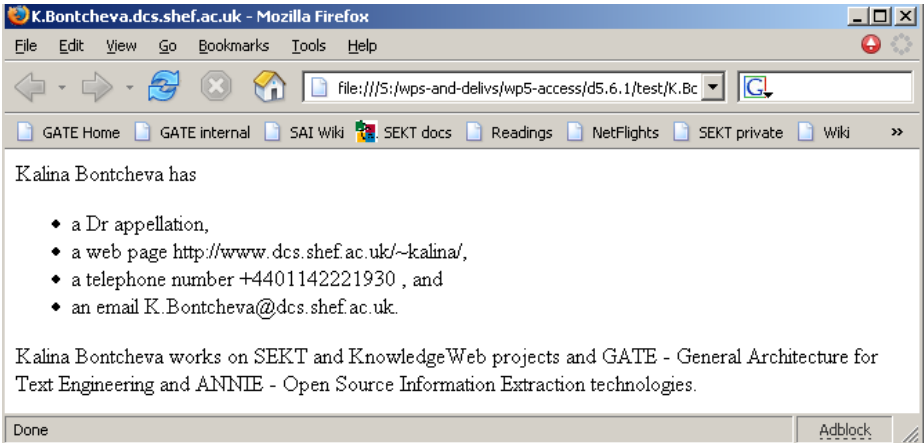 K.Bontcheva.dcs.shef.ac.uk - Mozilla Firefox
File Edit View Go Bookmarks Tools Help
file:///S:/wps-and-delivs/wp5-access/d5.6.1/test/K.Bc G
GATE Home GATE internal SAI Wiki SEKT docs Readings NetFlights SEKT private Wiki »
Kalina Bontcheva has
• a Dr appellation,
• a web page http://www.dcs.shef.ac.uk/~kalina/,
• a telephone number +4401142221930 , and
• an email K.Bontcheva@dcs.shef.ac.uk.
Kalina Bontcheva works on SEKT and KnowledgeWeb projects and GATE - General Architecture for
Text Engineering and ANNIE - Open Source Information Extraction technologies.
Done Adblock